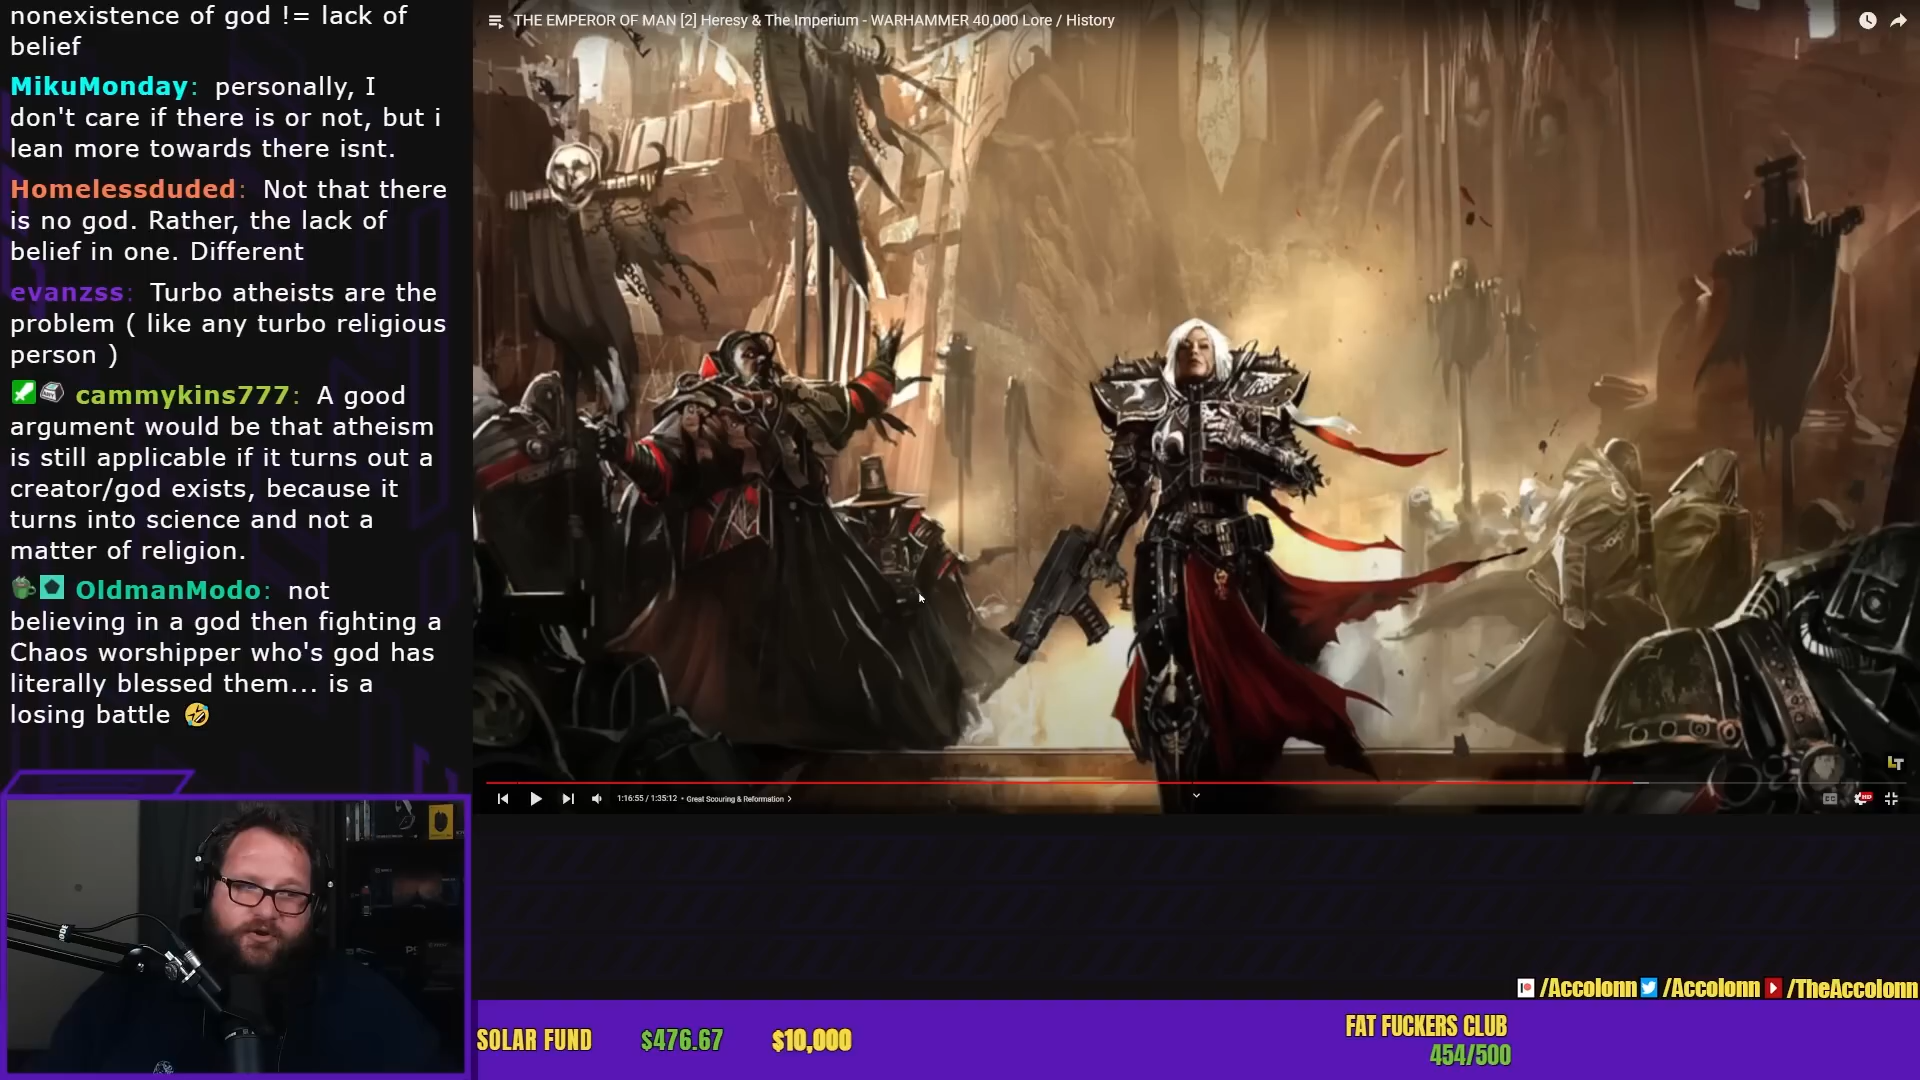 nonexistence of god != lack of
belief
MikuMonday: personally, I
don't care if there is or not, but i
lean more towards there isnt.
Homelessduded: Not that there
is no god. Rather, the lack of
belief in one. Different
evanzss: Turbo atheists are the
problem ( like any turbo religious
person )
cammykins777: A good
argument would be that atheism
is still applicable if it turns out a
creator/god exists, because it
turns into science and not a
matter of religion.
OldmanModo: not
believing in a god then fighting a
Chaos worshipper who's god has
literally blessed them... is a
losing battle 🤣
THE EMPEROR OF MAN [2] Heresy & The Imperium - WARHAMMER 40,000 Lore / History
LT
1:16:55 / 1:35:12 • Great Scouring & Reformation
CC
HD
RODE
/Accolonn /Accolonn /TheAccolonn
SOLAR FUND $476.67 $10,000
FAT FUCKERS CLUB
454/500